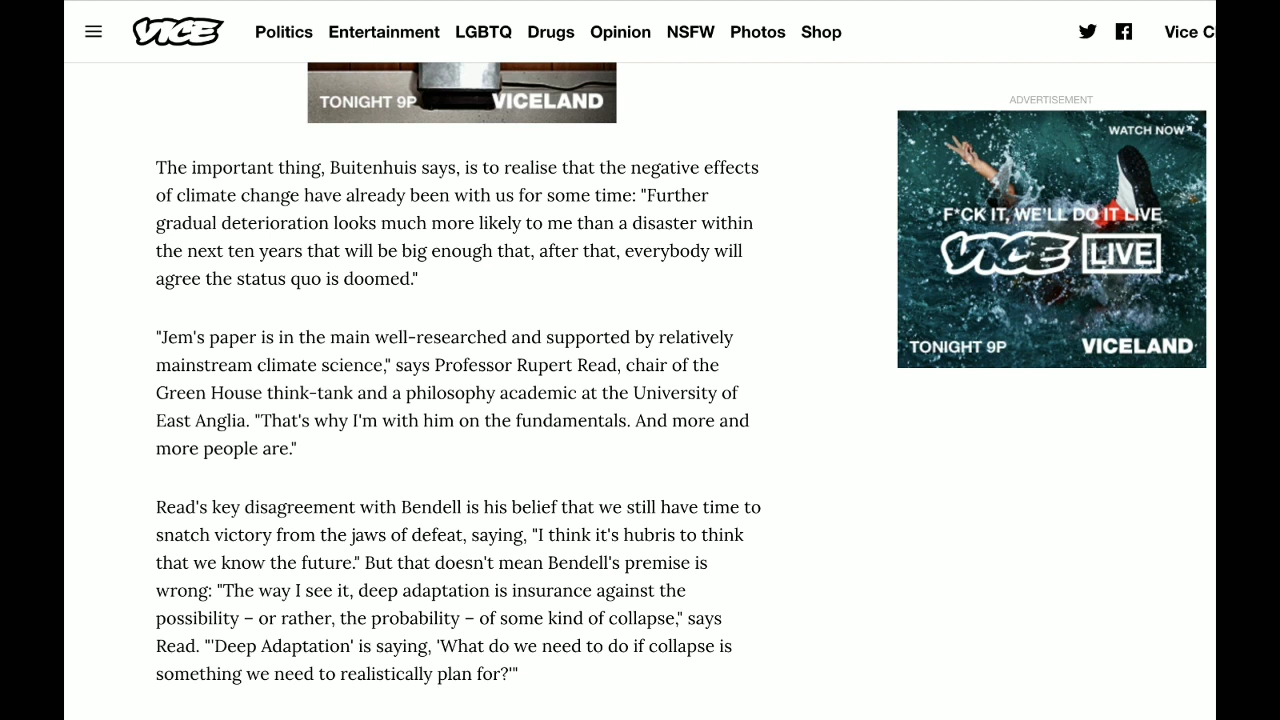 VICE
Politics Entertainment LGBTQ Drugs Opinion NSFW Photos Shop
Vice C
TONIGHT 9P VICELAND
The important thing, Buitenhuis says, is to realise that the negative effects
of climate change have already been with us for some time: "Further
gradual deterioration looks much more likely to me than a disaster within
the next ten years that will be big enough that, after that, everybody will
agree the status quo is doomed."
"Jem's paper is in the main well-researched and supported by relatively
mainstream climate science," says Professor Rupert Read, chair of the
Green House think-tank and a philosophy academic at the University of
East Anglia. "That's why I'm with him on the fundamentals. And more and
more people are."
Read's key disagreement with Bendell is his belief that we still have time to
snatch victory from the jaws of defeat, saying, "I think it's hubris to think
that we know the future." But that doesn't mean Bendell's premise is
wrong: "The way I see it, deep adaptation is insurance against the
possibility – or rather, the probability – of some kind of collapse," says
Read. "'Deep Adaptation' is saying, 'What do we need to do if collapse is
something we need to realistically plan for?'"
ADVERTISEMENT
WATCH NOW
F*CK IT, WE'LL DO IT LIVE
VICE LIVE
TONIGHT 9P VICELAND